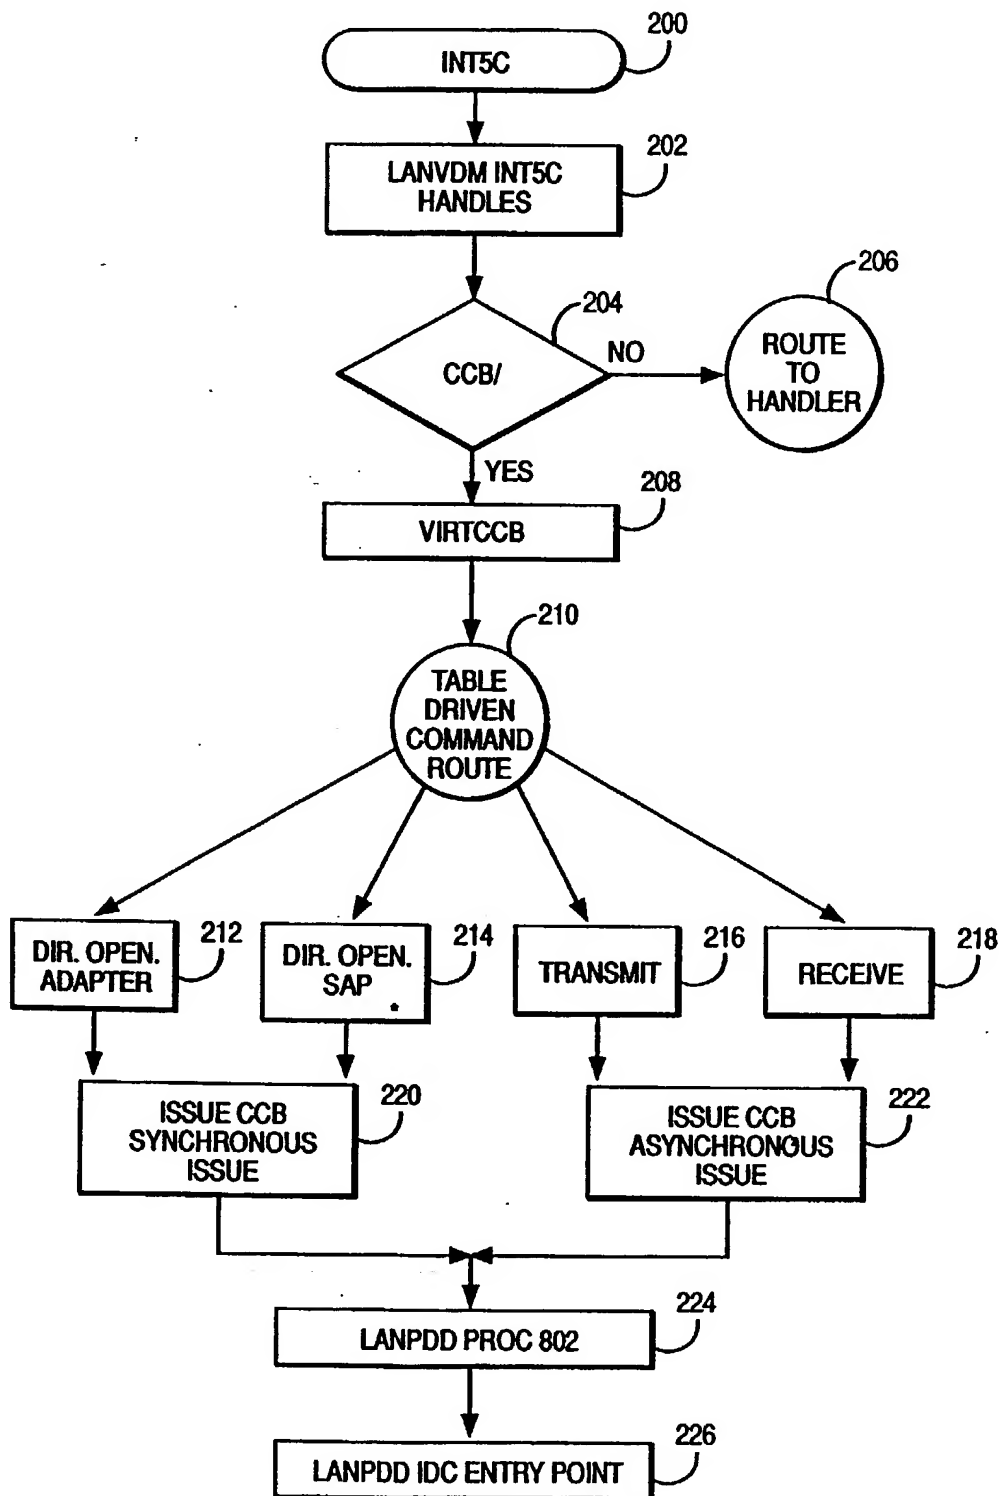 200
INT5C
202
LANVDM INT5C
HANDLES
204
206
CCB/
NO
ROUTE
TO
HANDLER
YES
208
VIRTCCB
210
TABLE
DRIVEN
COMMAND
ROUTE
212
DIR. OPEN.
ADAPTER
214
DIR. OPEN.
SAP
216
TRANSMIT
218
RECEIVE
220
ISSUE CCB
SYNCHRONOUS
ISSUE
222
ISSUE CCB
ASYNCHRONOUS
ISSUE
224
LANPDD PROC 802
226
LANPDD IDC ENTRY POINT